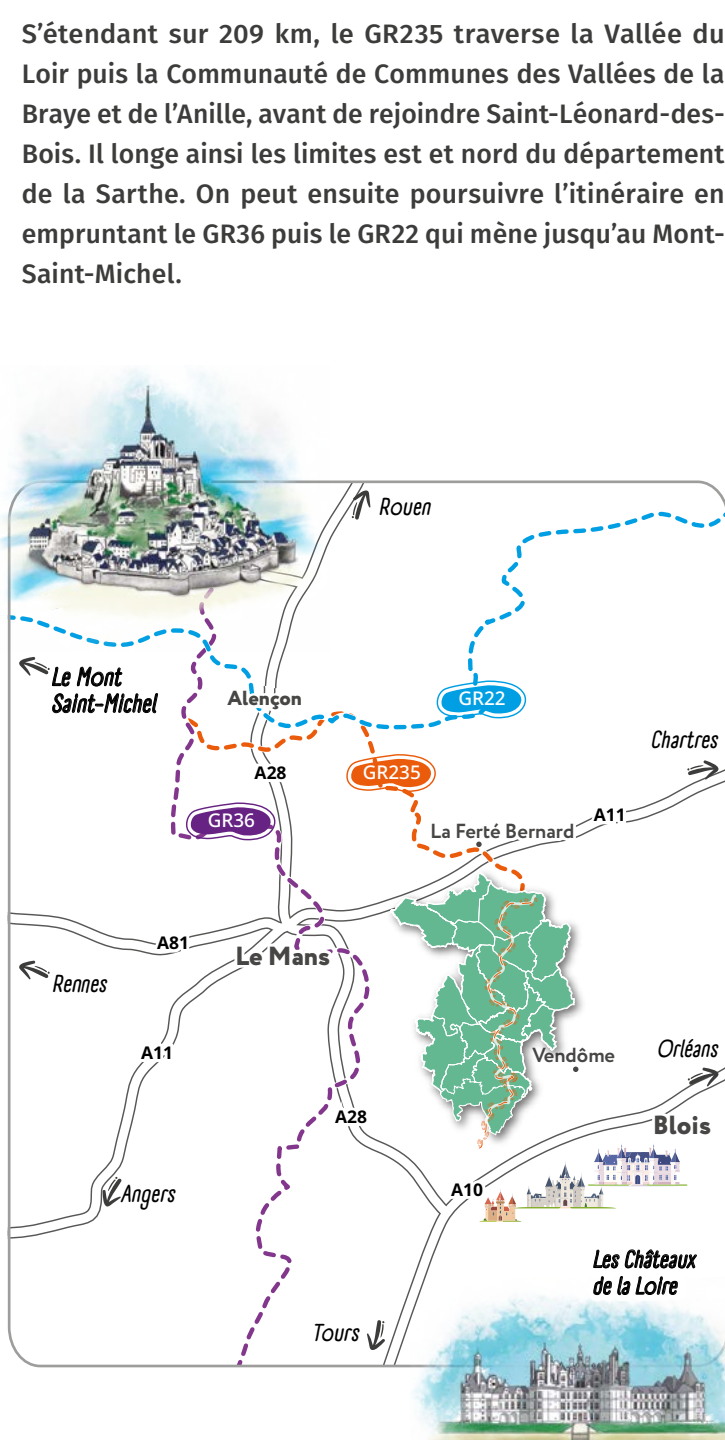 S’étendant sur 209 km, le GR235 traverse la Vallée du
Loir puis la Communauté de Communes des Vallées de la
Braye et de l’Anille, avant de rejoindre Saint-Léonard-des-
Bois. Il longe ainsi les limites est et nord du département
de la Sarthe. On peut ensuite poursuivre l’itinéraire en
empruntant le GR36 puis le GR22 qui mène jusqu’au Mont-
Saint-Michel.
Rouen
Le Mont
Saint-Michel
Alençon
GR22
Chartres
A28
GR235
GR36
A11
La Ferté Bernard
A81
Le Mans
Rennes
A11
Vendôme
Orléans
A28
Blois
A10
Angers
Les Châteaux
de la Loire
Tours